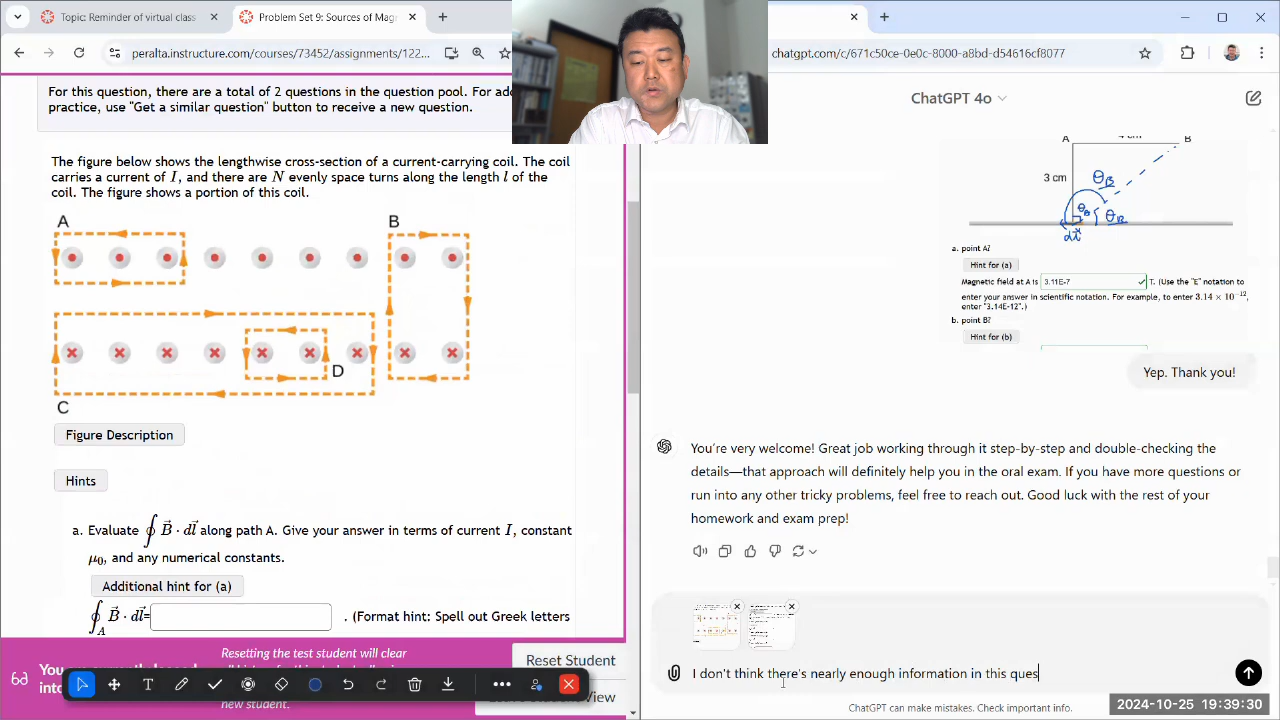 Topic: Reminder of virtual class
Problem Set 9: Sources of Magr
peralta.instructure.com/courses/73452/assignments/122...
chatgpt.com/c/671c50ce-de0c-8000-a8bd-d54616cd8f077
For this question, there are a total of 2 questions in the question pool. For add
practice, use "Get a similar question" button to receive a new question.
The figure below shows the lengthwise cross-section of a current-carrying coil. The coil
carries a current of I, and there are N evenly space turns along the length l of the
coil. The figure shows a portion of this coil.
A
B
D
C
Figure Description
Hints
a. Evaluate ∮ B⃗ · dl⃗ along path A. Give your answer in terms of current I, constant
μ₀, and any numerical constants.
Additional hint for (a)
∮A B⃗ · dl⃗= . (Format hint: Spell out Greek letters
Resetting the test student will clear
new student.
Reset Student
ChatGPT 4o
A 4 cm B
3 cm
θB
θB
θB
dl⃗
a. point A?
Hint for (a)
Magnetic field at A is 3.11E-7 T. (Use the "E" notation to
enter your answer in scientific notation. For example, to enter 3.14 × 10⁻¹²,
enter "3.14E-12".)
b. point B?
Hint for (b)
Yep. Thank you!
You're very welcome! Great job working through it step-by-step and double-checking the
details—that approach will definitely help you in the oral exam. If you have more questions or
run into any other tricky problems, feel free to reach out. Good luck with the rest of your
homework and exam prep!
I don't think there's nearly enough information in this ques
ChatGPT can make mistakes. Check important info.
2024-10-25 19:39:30